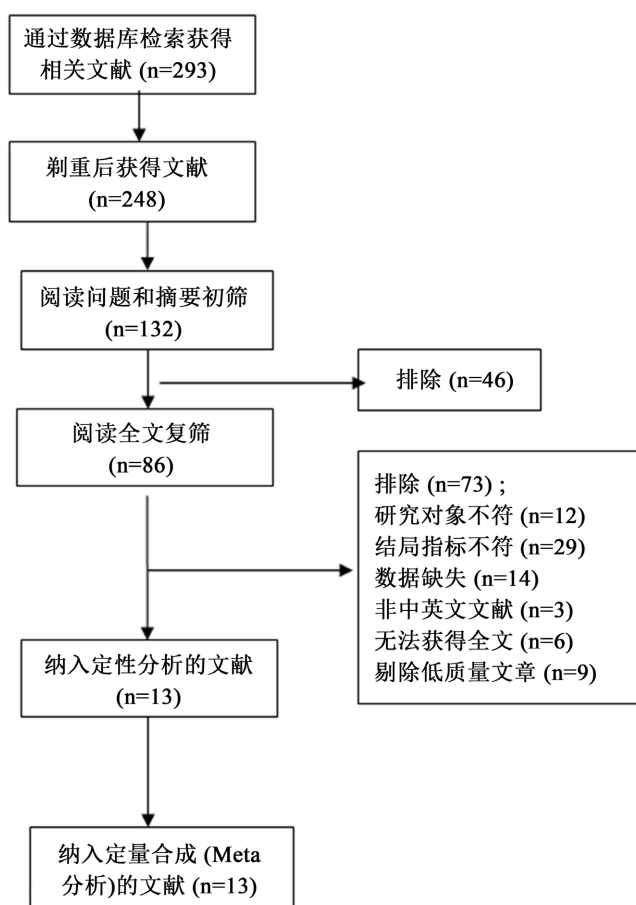 通过数据库检索获得
相关文献 (n=293)
剃重后获得文献
(n=248)
阅读问题和摘要初筛
(n=132)
排除 (n=46)
阅读全文复筛
(n=86)
排除 (n=73) ;
研究对象不符 (n=12)
结局指标不符 (n=29)
数据缺失 (n=14)
非中英文文献 (n=3)
无法获得全文 (n=6)
剔除低质量文章 (n=9)
纳入定性分析的文献
(n=13)
纳入定量合成 (Meta
分析)的文献 (n=13)